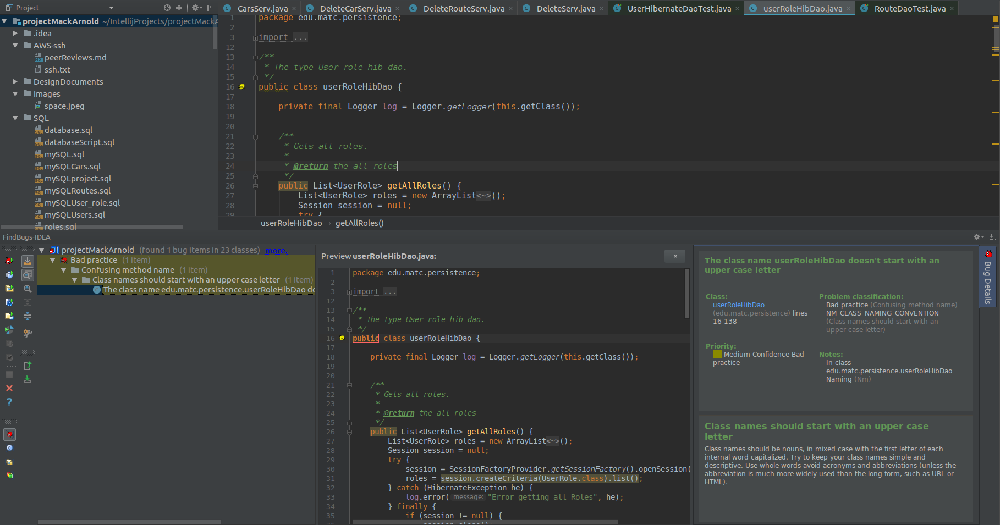 Project
CarsServ.java
DeleteCarServ.java
DeleteRouteServ.java
DeleteServ.java
UserHibernateDaoTest.java
userRoleHibDao.java
RouteDaoTest.java
projectMackArnold ~/IntellijProjects/projectMackA
.idea
AWS-ssh
peerReviews.md
ssh.txt
DesignDocuments
Images
space.jpeg
SQL
database.sql
databaseScript.sql
mySQL.sql
mySQLCars.sql
mySQLproject.sql
mySQLRoutes.sql
mySQLUser_role.sql
mySQLUsers.sql
roles.sql
1 package edu.matc.persistence;
2
3 import ...
12
13 /**
14  * The type User role hib dao.
15  */
16 public class userRoleHibDao {
17
18     private final Logger log = Logger.getLogger(this.getClass());
19
20
21     /**
22      * Gets all roles.
23      *
24      * @return the all roles
25      */
26     public List<UserRole> getAllRoles() {
27         List<UserRole> roles = new ArrayList<~>();
28         Session session = null;
29         try {
userRoleHibDao › getAllRoles()
FindBugs-IDEA
projectMackArnold (found 1 bug items in 23 classes) more.
Bad practice (1 item)
Confusing method name (1 item)
Class names should start with an upper case letter (1 item)
The class name edu.matc.persistence.userRoleHibDao do
Preview userRoleHibDao.java:
1 package edu.matc.persistence;
2
3 import ...
12
13 /**
14  * The type User role hib dao.
15  */
16 public class userRoleHibDao {
17
18     private final Logger log = Logger.getLogger(this.getClass());
19
20
21     /**
22      * Gets all roles.
23      *
24      * @return the all roles
25      */
26     public List<UserRole> getAllRoles() {
27         List<UserRole> roles = new ArrayList<~>();
28         Session session = null;
29         try {
30             session = SessionFactoryProvider.getSessionFactory().openSession(
31             roles = session.createCriteria(UserRole.class).list();
32         } catch (HibernateException he) {
33             log.error( message: "Error getting all Roles", he);
34         } finally {
35             if (session != null) {
36                 session.close();
The class name userRoleHibDao doesn't start with an
upper case letter
Class:
userRoleHibDao
(edu.matc.persistence) lines
16-138
Priority:
Medium Confidence Bad
practice
Problem classification:
Bad practice (Confusing method name)
NM_CLASS_NAMING_CONVENTION
(Class names should start with an
upper case letter)
Notes:
In class
edu.matc.persistence.userRoleHibDao
Naming (Nm)
Class names should start with an upper case
letter
Class names should be nouns, in mixed case with the first letter of each
internal word capitalized. Try to keep your class names simple and
descriptive. Use whole words-avoid acronyms and abbreviations (unless the
abbreviation is much more widely used than the long form, such as URL or
HTML).
Bug Details